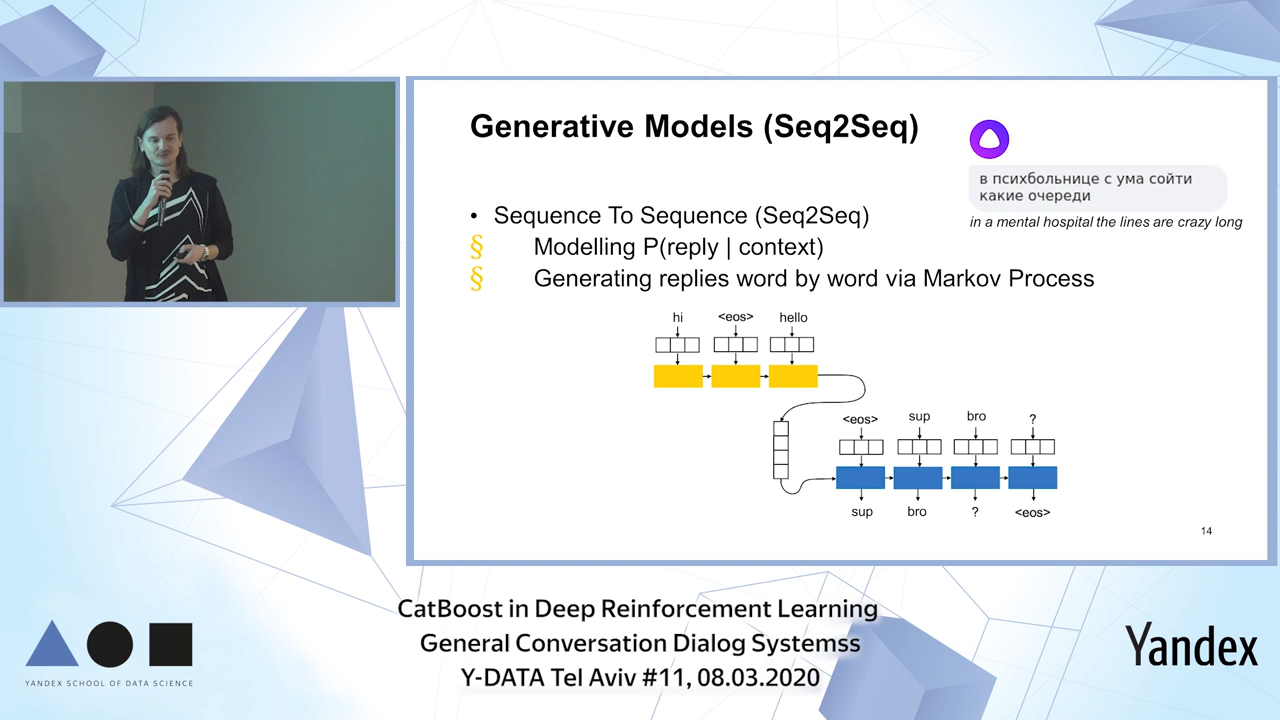 Generative Models (Seq2Seq)
в психбольнице с ума сойти
какие очереди
in a mental hospital the lines are crazy long
• Sequence To Sequence (Seq2Seq)
§ Modelling P(reply | context)
§ Generating replies word by word via Markov Process
hi <eos> hello
<eos> sup bro ?
sup bro ? <eos>
14
CatBoost in Deep Reinforcement Learning
General Conversation Dialog Systemss
Y-DATA Tel Aviv #11, 08.03.2020
YANDEX SCHOOL OF DATA SCIENCE
Yandex